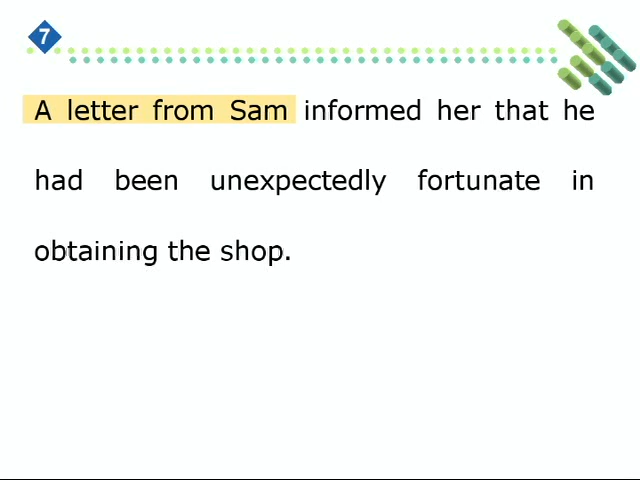 7
A letter from Sam informed her that he
had been unexpectedly fortunate in
obtaining the shop.